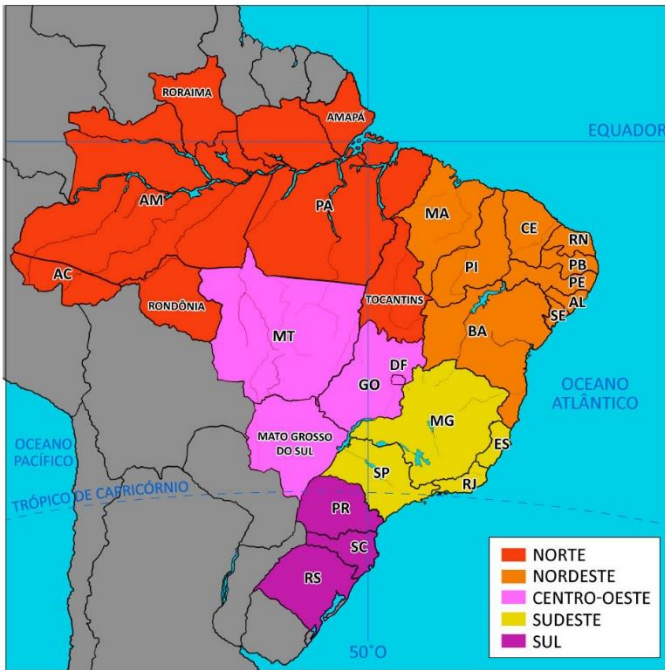 RORAIMA
AMAPÁ
EQUADOR
AM
PA
MA
CE
RN
PB
PE
AL
SE
PI
AC
RONDÔNIA
TOCANTINS
MT
BA
DF
GO
OCEANO
ATLÂNTICO
MG
ES
MATO GROSSO
DO SUL
OCEANO
PACÍFICO
SP
RJ
TRÓPICO DE CAPRICÓRNIO
PR
SC
RS
NORTE
NORDESTE
CENTRO-OESTE
SUDESTE
SUL
50°O